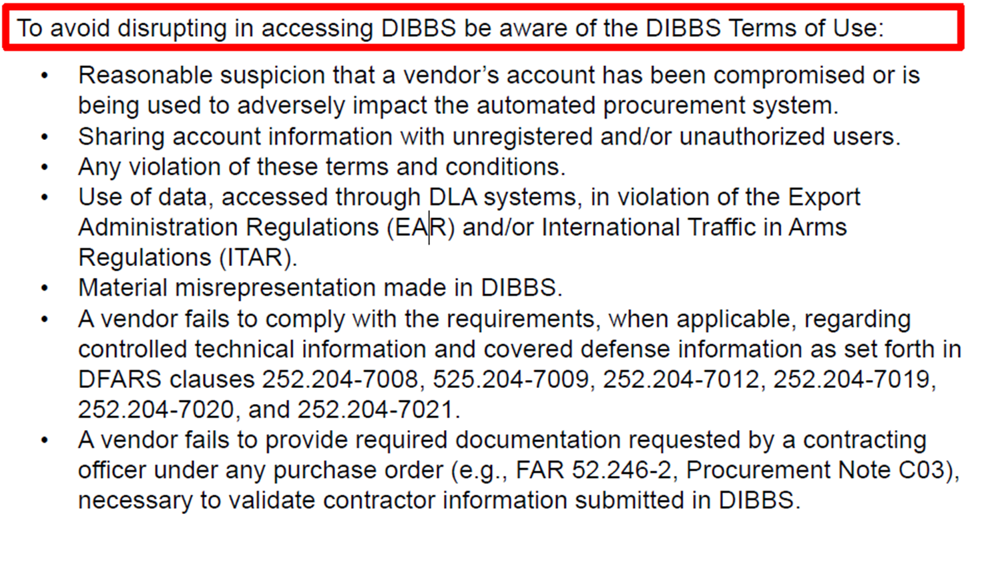 To avoid disrupting in accessing DIBBS be aware of the DIBBS Terms of Use:
• Reasonable suspicion that a vendor’s account has been compromised or is
being used to adversely impact the automated procurement system.
• Sharing account information with unregistered and/or unauthorized users.
• Any violation of these terms and conditions.
• Use of data, accessed through DLA systems, in violation of the Export
Administration Regulations (EAR) and/or International Traffic in Arms
Regulations (ITAR).
• Material misrepresentation made in DIBBS.
• A vendor fails to comply with the requirements, when applicable, regarding
controlled technical information and covered defense information as set forth in
DFARS clauses 252.204-7008, 525.204-7009, 252.204-7012, 252.204-7019,
252.204-7020, and 252.204-7021.
• A vendor fails to provide required documentation requested by a contracting
officer under any purchase order (e.g., FAR 52.246-2, Procurement Note C03),
necessary to validate contractor information submitted in DIBBS.